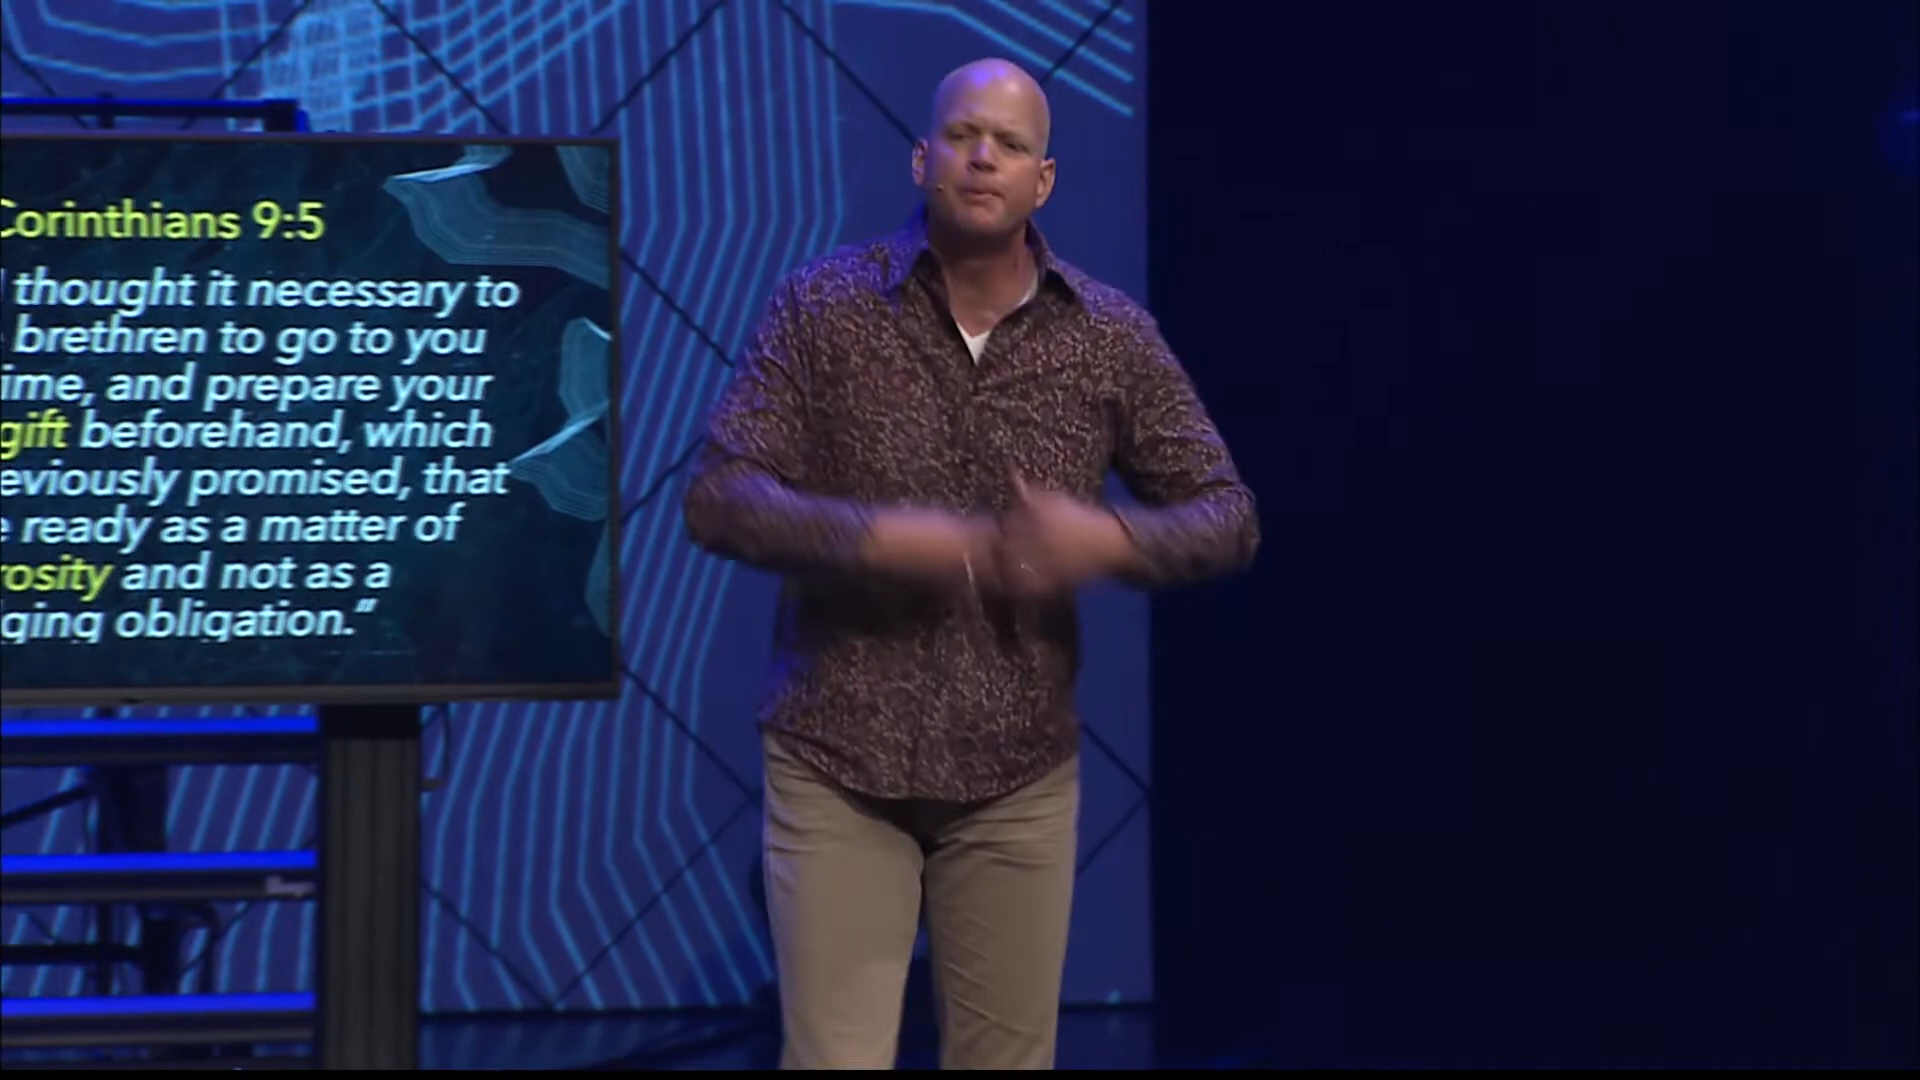 Corinthians 9:5
thought it necessary to
brethren to go to you
ime, and prepare your
gift beforehand, which
eviously promised, that
e ready as a matter of
rosity and not as a
ging obligation."